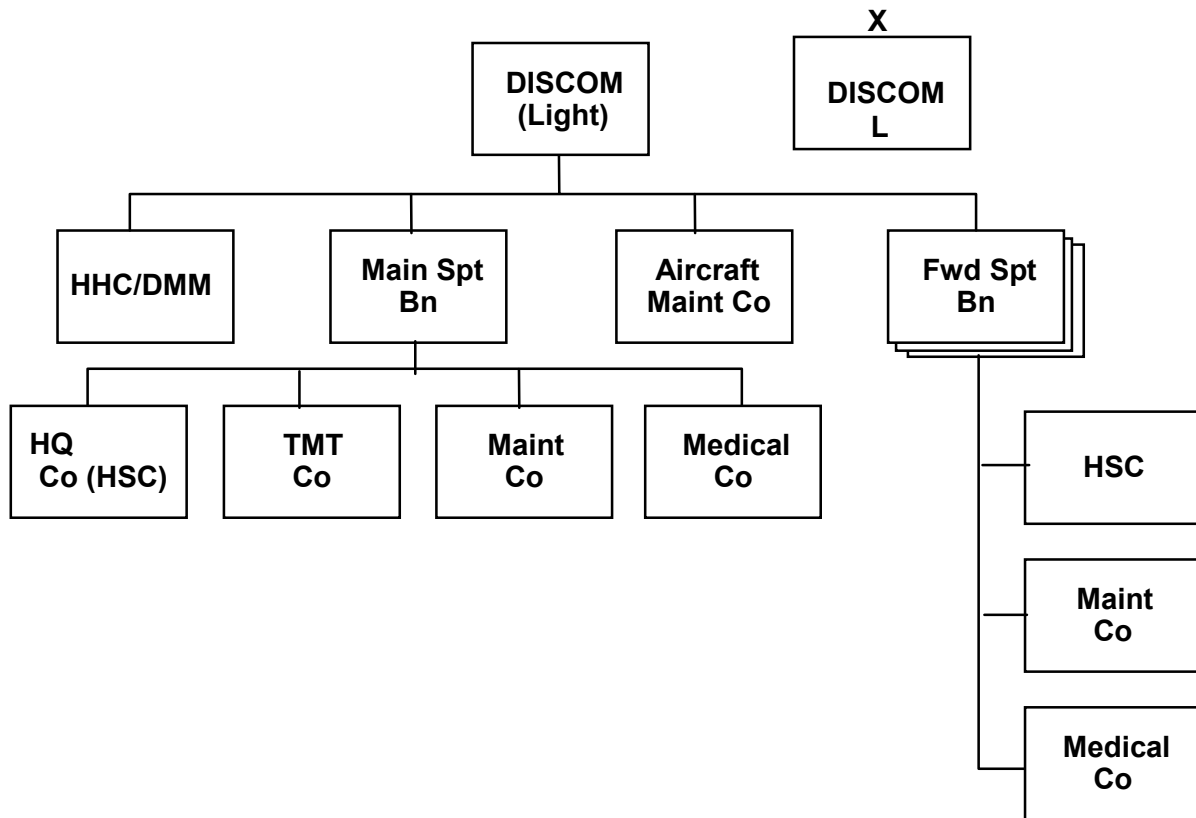 X
DISCOM
(Light)
DISCOM
L
HHC/DMM
Main Spt
Bn
Aircraft
Maint Co
Fwd Spt
Bn
HQ
Co (HSC)
TMT
Co
Maint
Co
Medical
Co
HSC
Maint
Co
Medical
Co